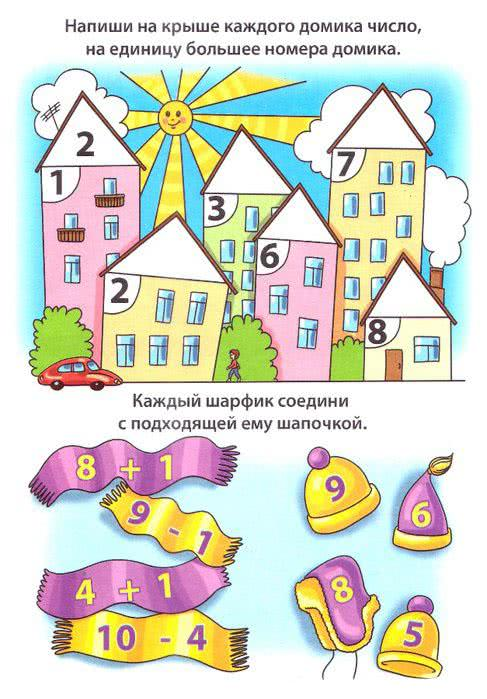 Напиши на крыше каждого домика число,
на единицу большее номера домика.
2
1
7
3
6
2
8
Каждый шарфик соедини
с подходящей ему шапочкой.
8 + 1
9 - 1
4 + 1
10 - 4
9
6
8
5